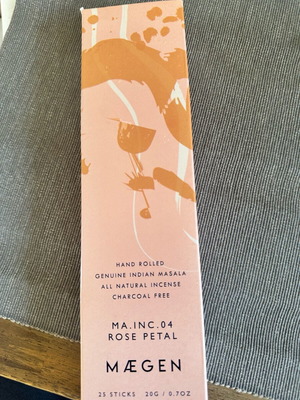 HAND ROLLED
GENUINE INDIAN MASALA
ALL NATURAL INCENSE
CHARCOAL FREE
MA.INC.04
ROSE PETAL
MÆGEN
25 STICKS 20G / 0.7OZ